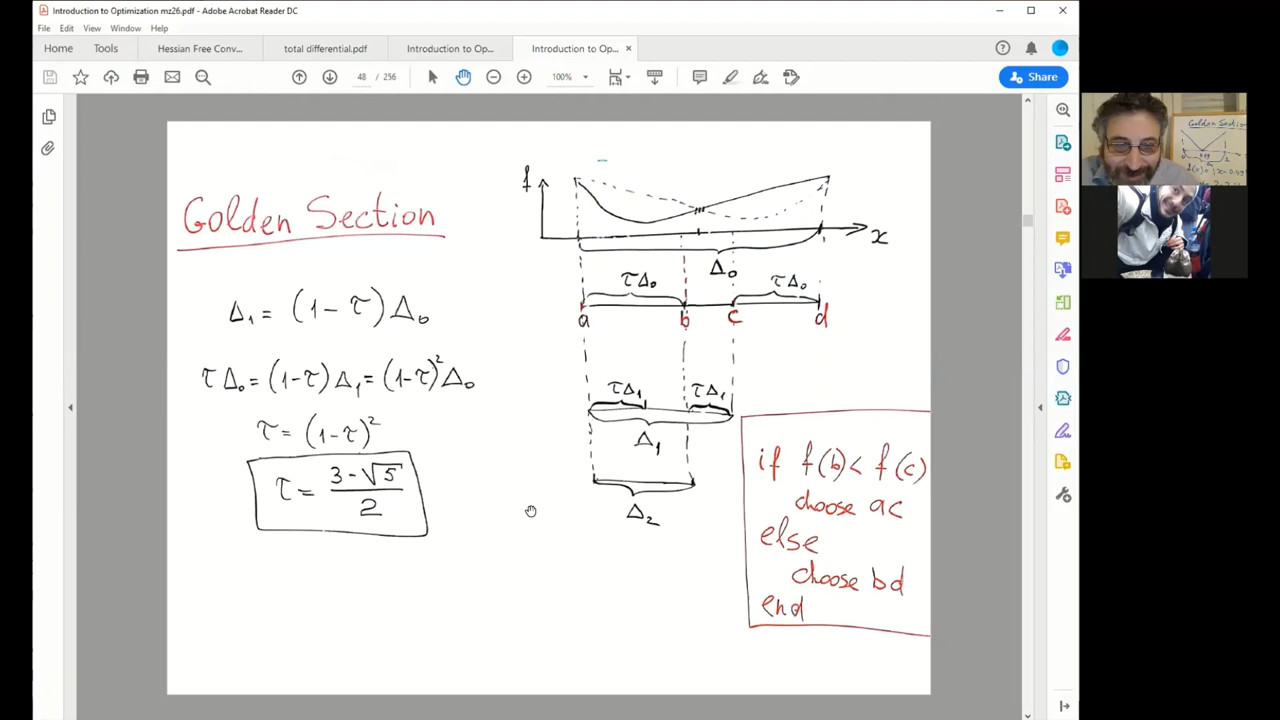 Introduction to Optimization mz26.pdf - Adobe Acrobat Reader DC
File Edit View Window Help
Home Tools Hessian Free Conv... total differential.pdf Introduction to Op... Introduction to Op... ×
48 / 256 100% Share
Golden Section
f
x
Δ₀
τΔ₀ τΔ₀
a b c d
Δ₁ = (1-τ)Δ₀
τΔ₀ = (1-τ)Δ₁ = (1-τ)²Δ₀
τ = (1-τ)²
τ = (3-√5)/2
τΔ₁ τΔ₁
Δ₁
Δ₂
if f(b) < f(c)
choose ac
else
choose bd
end
Golden Section